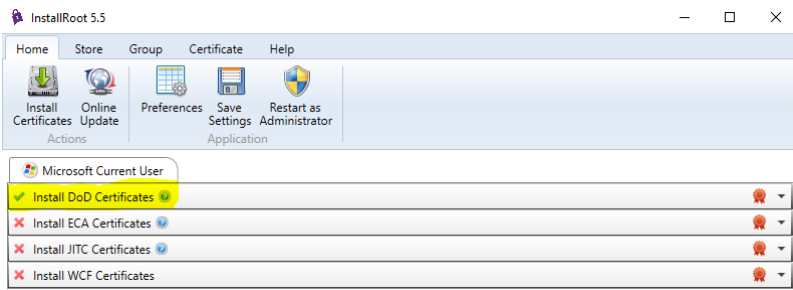 InstallRoot 5.5
Home Store Group Certificate Help
Install Certificates
Online Update
Preferences
Save Settings
Restart as Administrator
Actions Application
Microsoft Current User
Install DoD Certificates
Install ECA Certificates
Install JITC Certificates
Install WCF Certificates